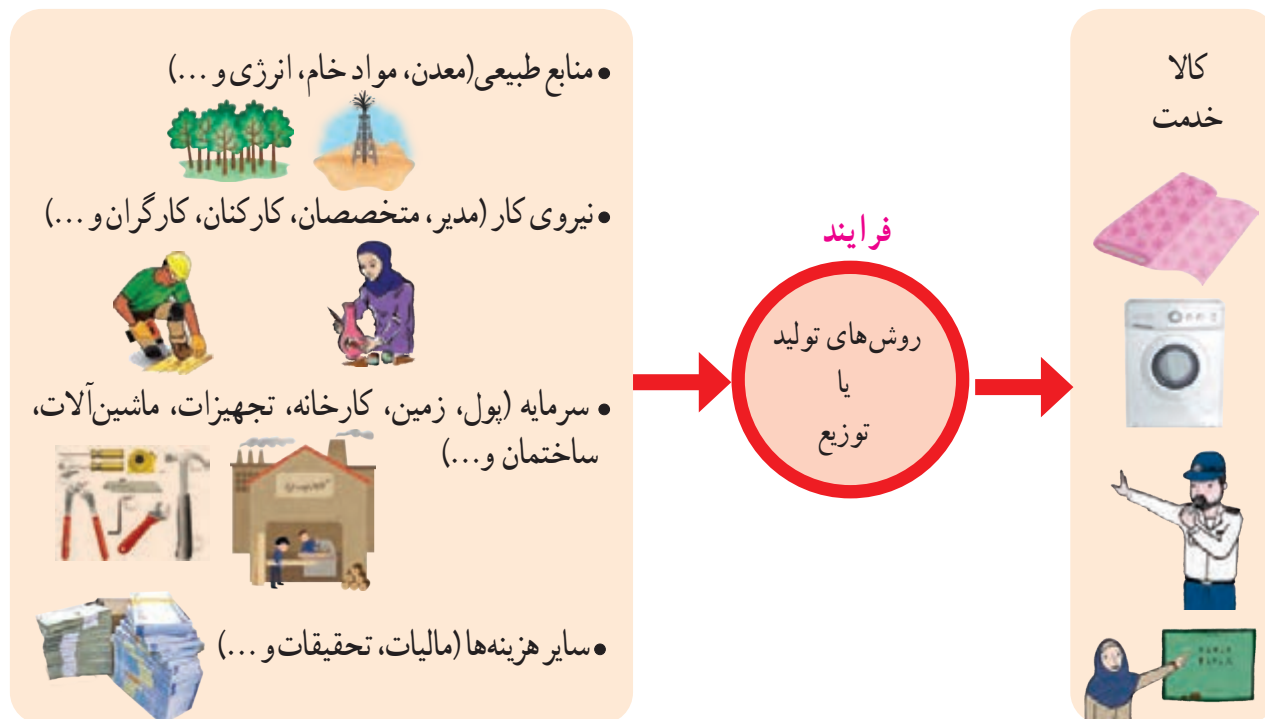 منابع طبیعی(معدن، مواد خام، انرژی و ...)
نیروی کار (مدیر، متخصصان، کارکنان، کارگران و ...)
سرمایه (پول، زمین، کارخانه، تجهیزات، ماشین‌آلات،
ساختمان و...)
سایر هزینه‌ها (مالیات، تحقیقات و ...)
فرایند
روش‌های تولید
یا
توزیع
کالا
خدمت